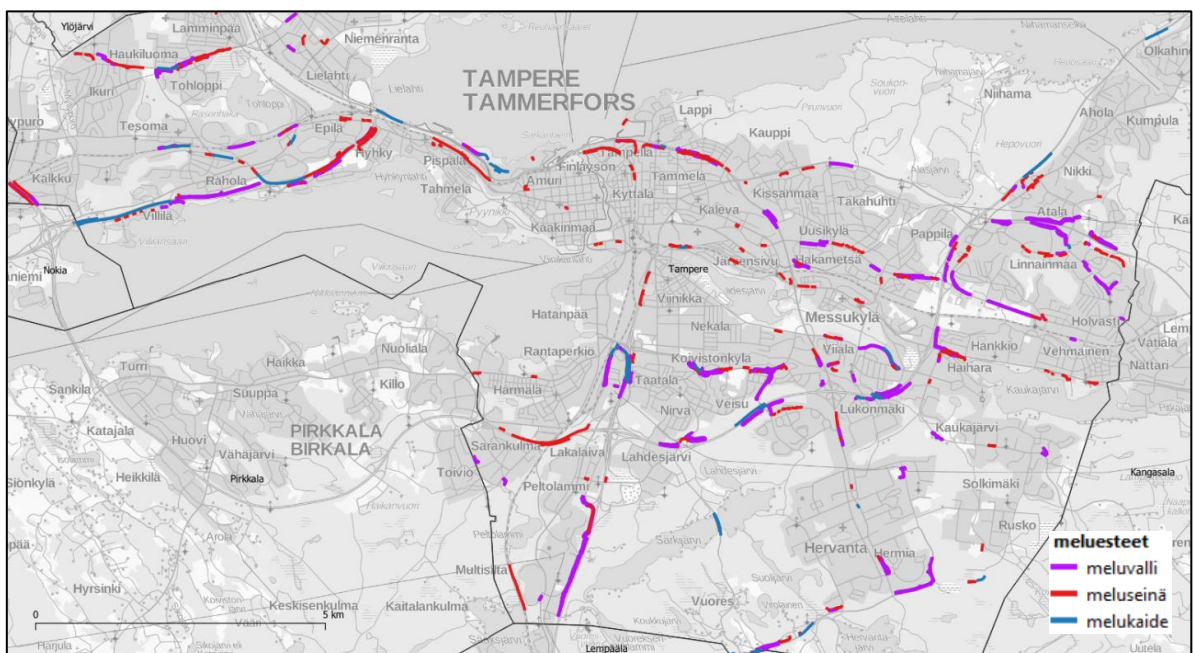 Ylöjärvi
Lamminpää
Niemenranta
Haukiluoma
Lielahti
Olkahin
Ikuri
Tohloppi
TAMPERE
TAMMERFORS
Niihama
Lappi
Ahola
Kumpula
Tesoma
Epilä
Kauppi
Hyhky
Pispala
Tampella
Finlayson
Amuri
Tammela
Kissanmaa
Takahuhti
Nikki
Kalkku
Rahola
Tahmela
Kyttälä
Kaleva
Atala
Villilä
Kaakinmaa
Uusikylä
Pappila
Nokia
Järvensivu
Hakametsä
Linnainmaa
Tampere
Viinikka
Hatanpää
Messukylä
Holvasti
Nekala
Nuoliala
Rantaperkiö
Koivistonkylä
Viiala
Hankkio
Vehmainen
Vatiala
Haikka
Turri
Killo
Taatala
Haihara
Nattari
Sankila
Suuppa
Härmälä
Nirva
Veisu
Lukonmäki
Kaukajärvi
Katajala
Huovi
Vähäjärvi
PIRKKALA
BIRKALA
Sarankulma
Lakalaiva
Lahdesjärvi
Kaukajärvi
Heikkilä
Pirkkala
Toivio
Peltolammi
Kangasala
Solkimäki
Rusko
Hervanta
Hermia
Multisilta
Hyrsinki
Keskisenkulma
Kaitalankulma
Vuores
Lempäälä
0
5 km
meluesteet
meluvalli
meluseinä
melukaide